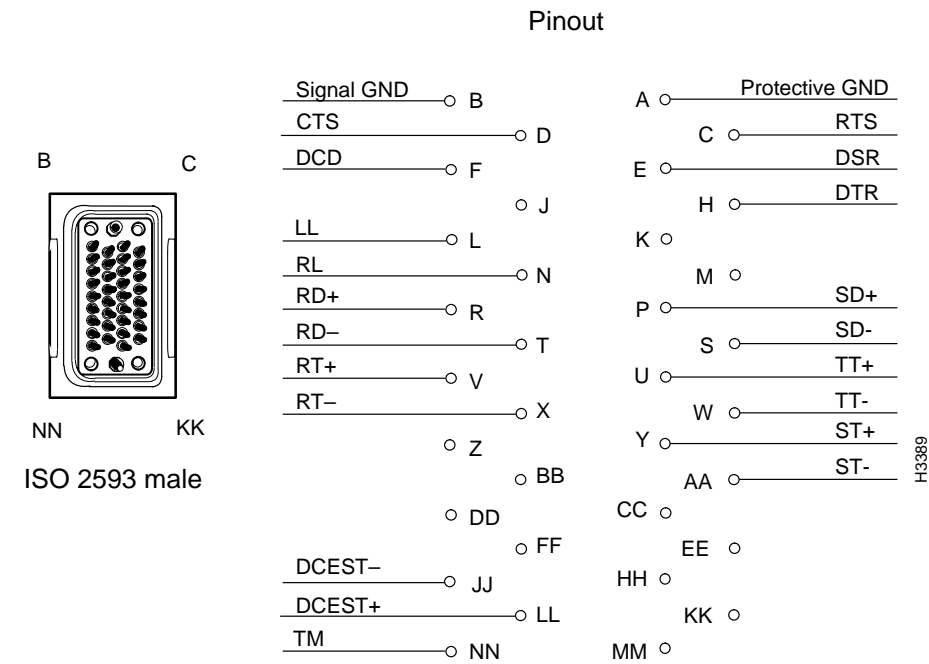 Pinout
Signal GND B A Protective GND
CTS D C RTS
B C DCD F E DSR
J H DTR
LL L K
RL N M
RD+ R P SD+
RD– T S SD-
RT+ V U TT+
RT– X W TT-
NN KK Z Y ST+
ISO 2593 male BB AA ST-
H3389
DD CC
FF EE
DCEST– JJ HH
DCEST+ LL KK
TM NN MM